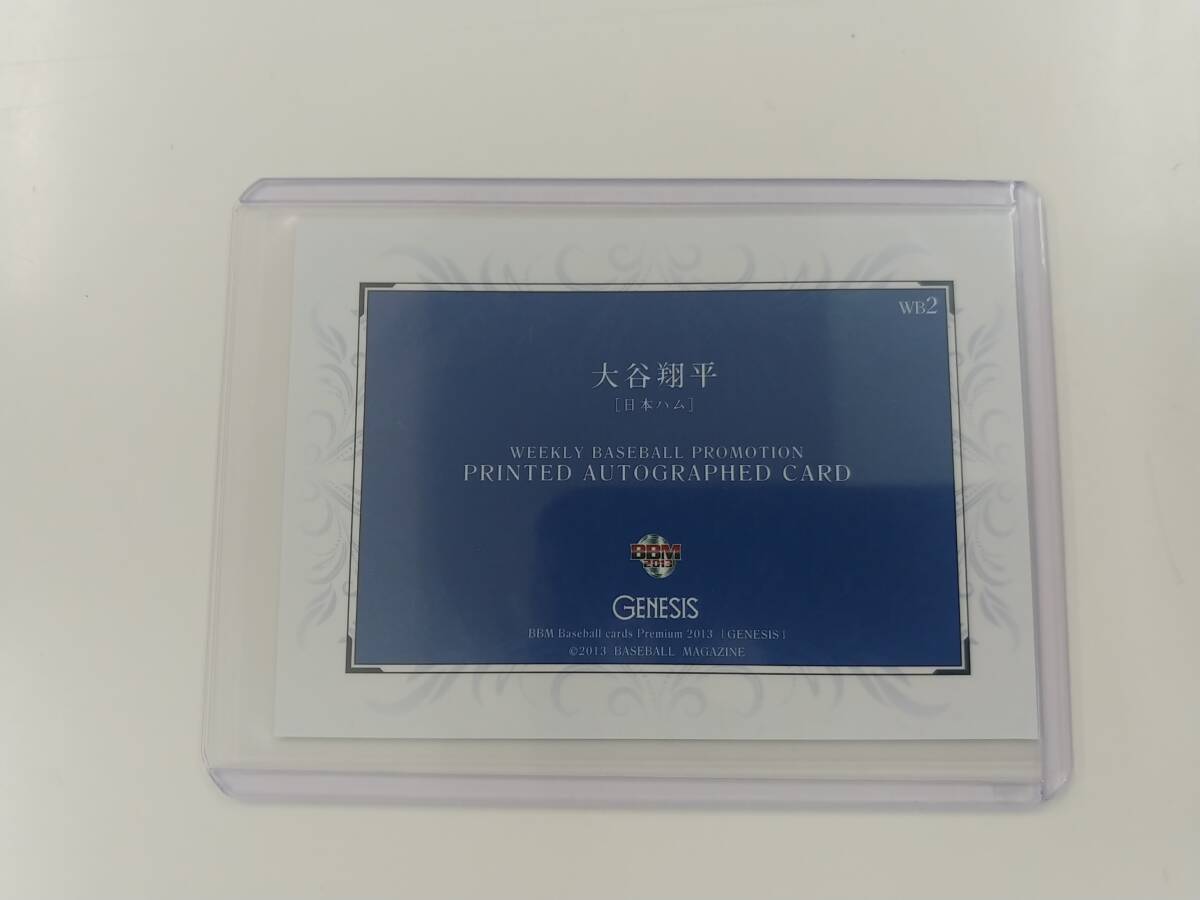 WB2
大谷翔平
[日本ハム]
WEEKLY BASEBALL PROMOTION
PRINTED AUTOGRAPHED CARD
BBM
2013
GENESIS
BBM Baseball cards Premium 2013 [GENESIS]
©2013 BASEBALL MAGAZINE